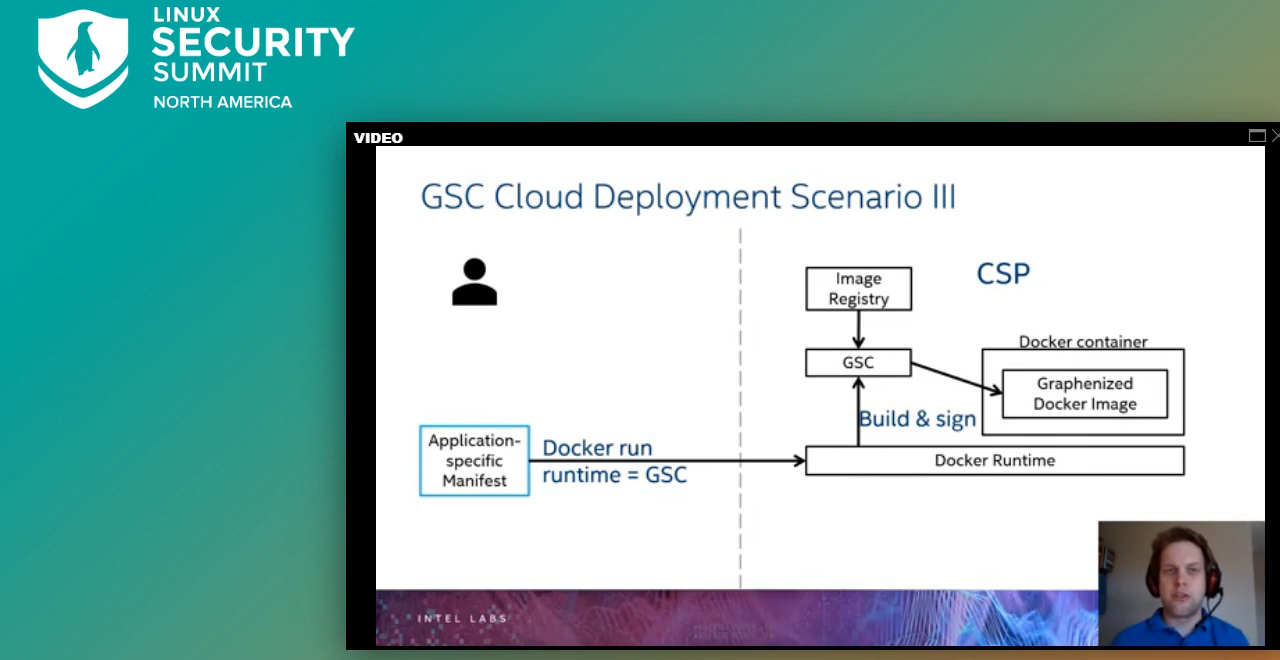 LINUX
SECURITY
SUMMIT
NORTH AMERICA
VIDEO
GSC Cloud Deployment Scenario III
CSP
Image
Registry
Docker container
GSC
Graphenized
Docker Image
Build & sign
Application-
specific
Manifest
Docker run
runtime = GSC
Docker Runtime
INTEL LABS